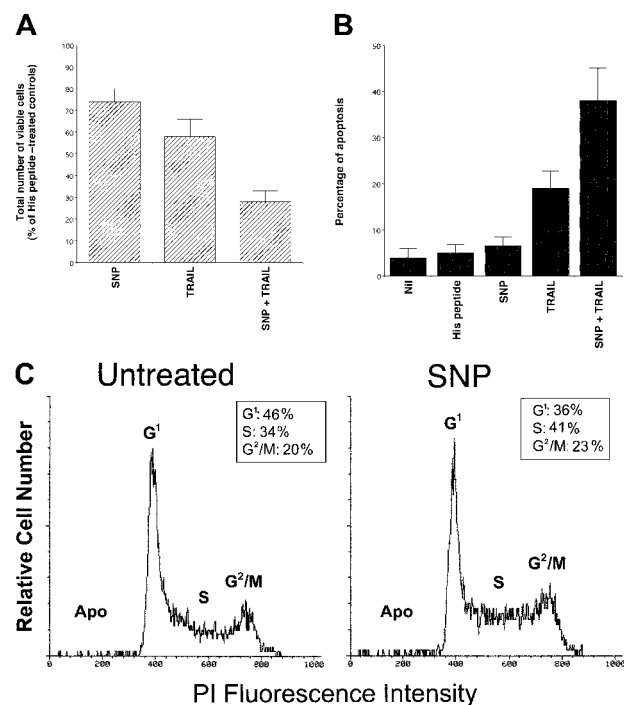 A
Total number of viable cells
(% of His peptide–treated controls)
100
90
80
70
60
50
40
30
20
10
0
SNP
TRAIL
SNP + TRAIL
B
Percentage of apoptosis
50
40
30
20
10
0
Nil
His peptide
SNP
TRAIL
SNP + TRAIL
C
Untreated
Relative Cell Number
G¹: 46%
S: 34%
G²/M: 20%
G¹
S
G²/M
Apo
0
200
400
600
800
1000
SNP
G¹: 36%
S: 41%
G²/M: 23%
G¹
S
G²/M
Apo
0
200
400
600
800
1000
PI Fluorescence Intensity